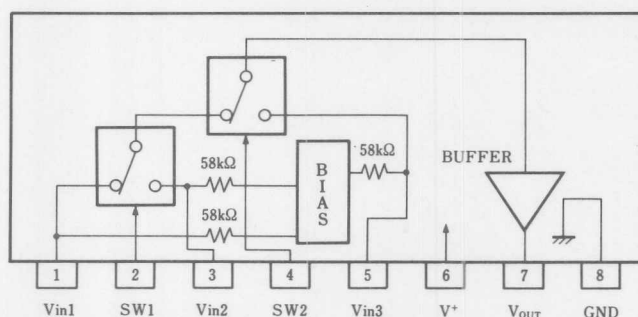 58kΩ
58kΩ
BIAS
58kΩ
BUFFER
1 2 3 4 5 6 7 8
Vin1 SW1 Vin2 SW2 Vin3 V+ VOUT GND